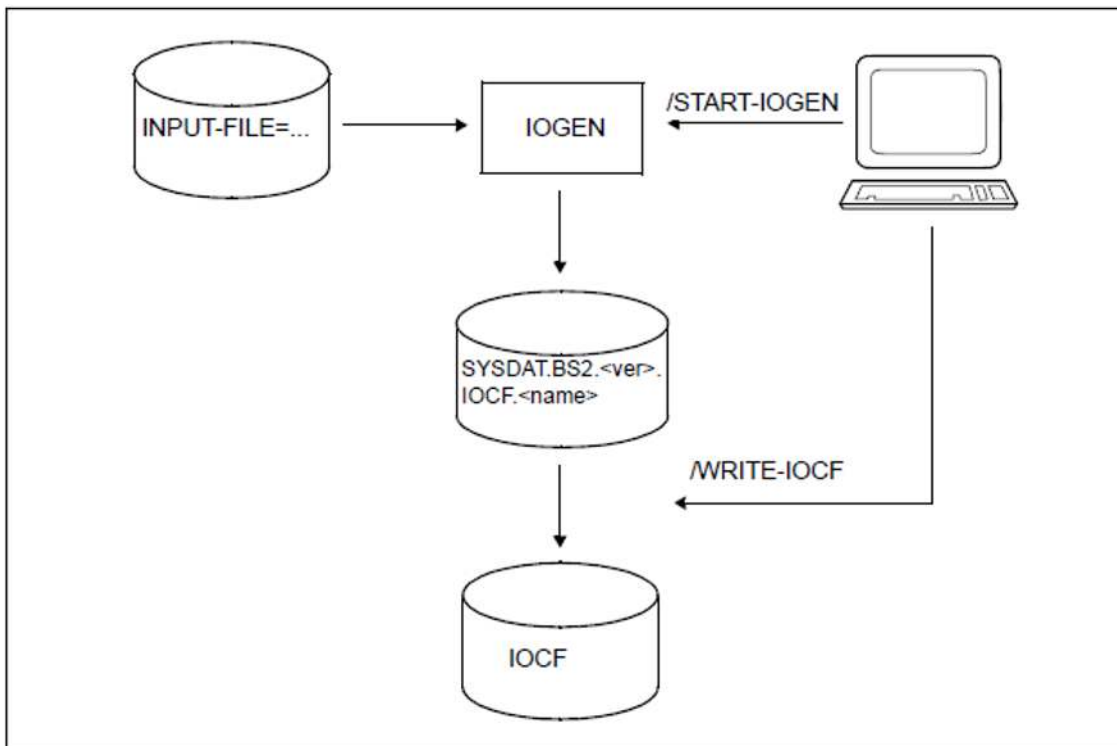 INPUT-FILE=...
IOGEN
/START-IOGEN
SYSDAT.BS2.<ver>.
IOCF.<name>
/WRITE-IOCF
IOCF